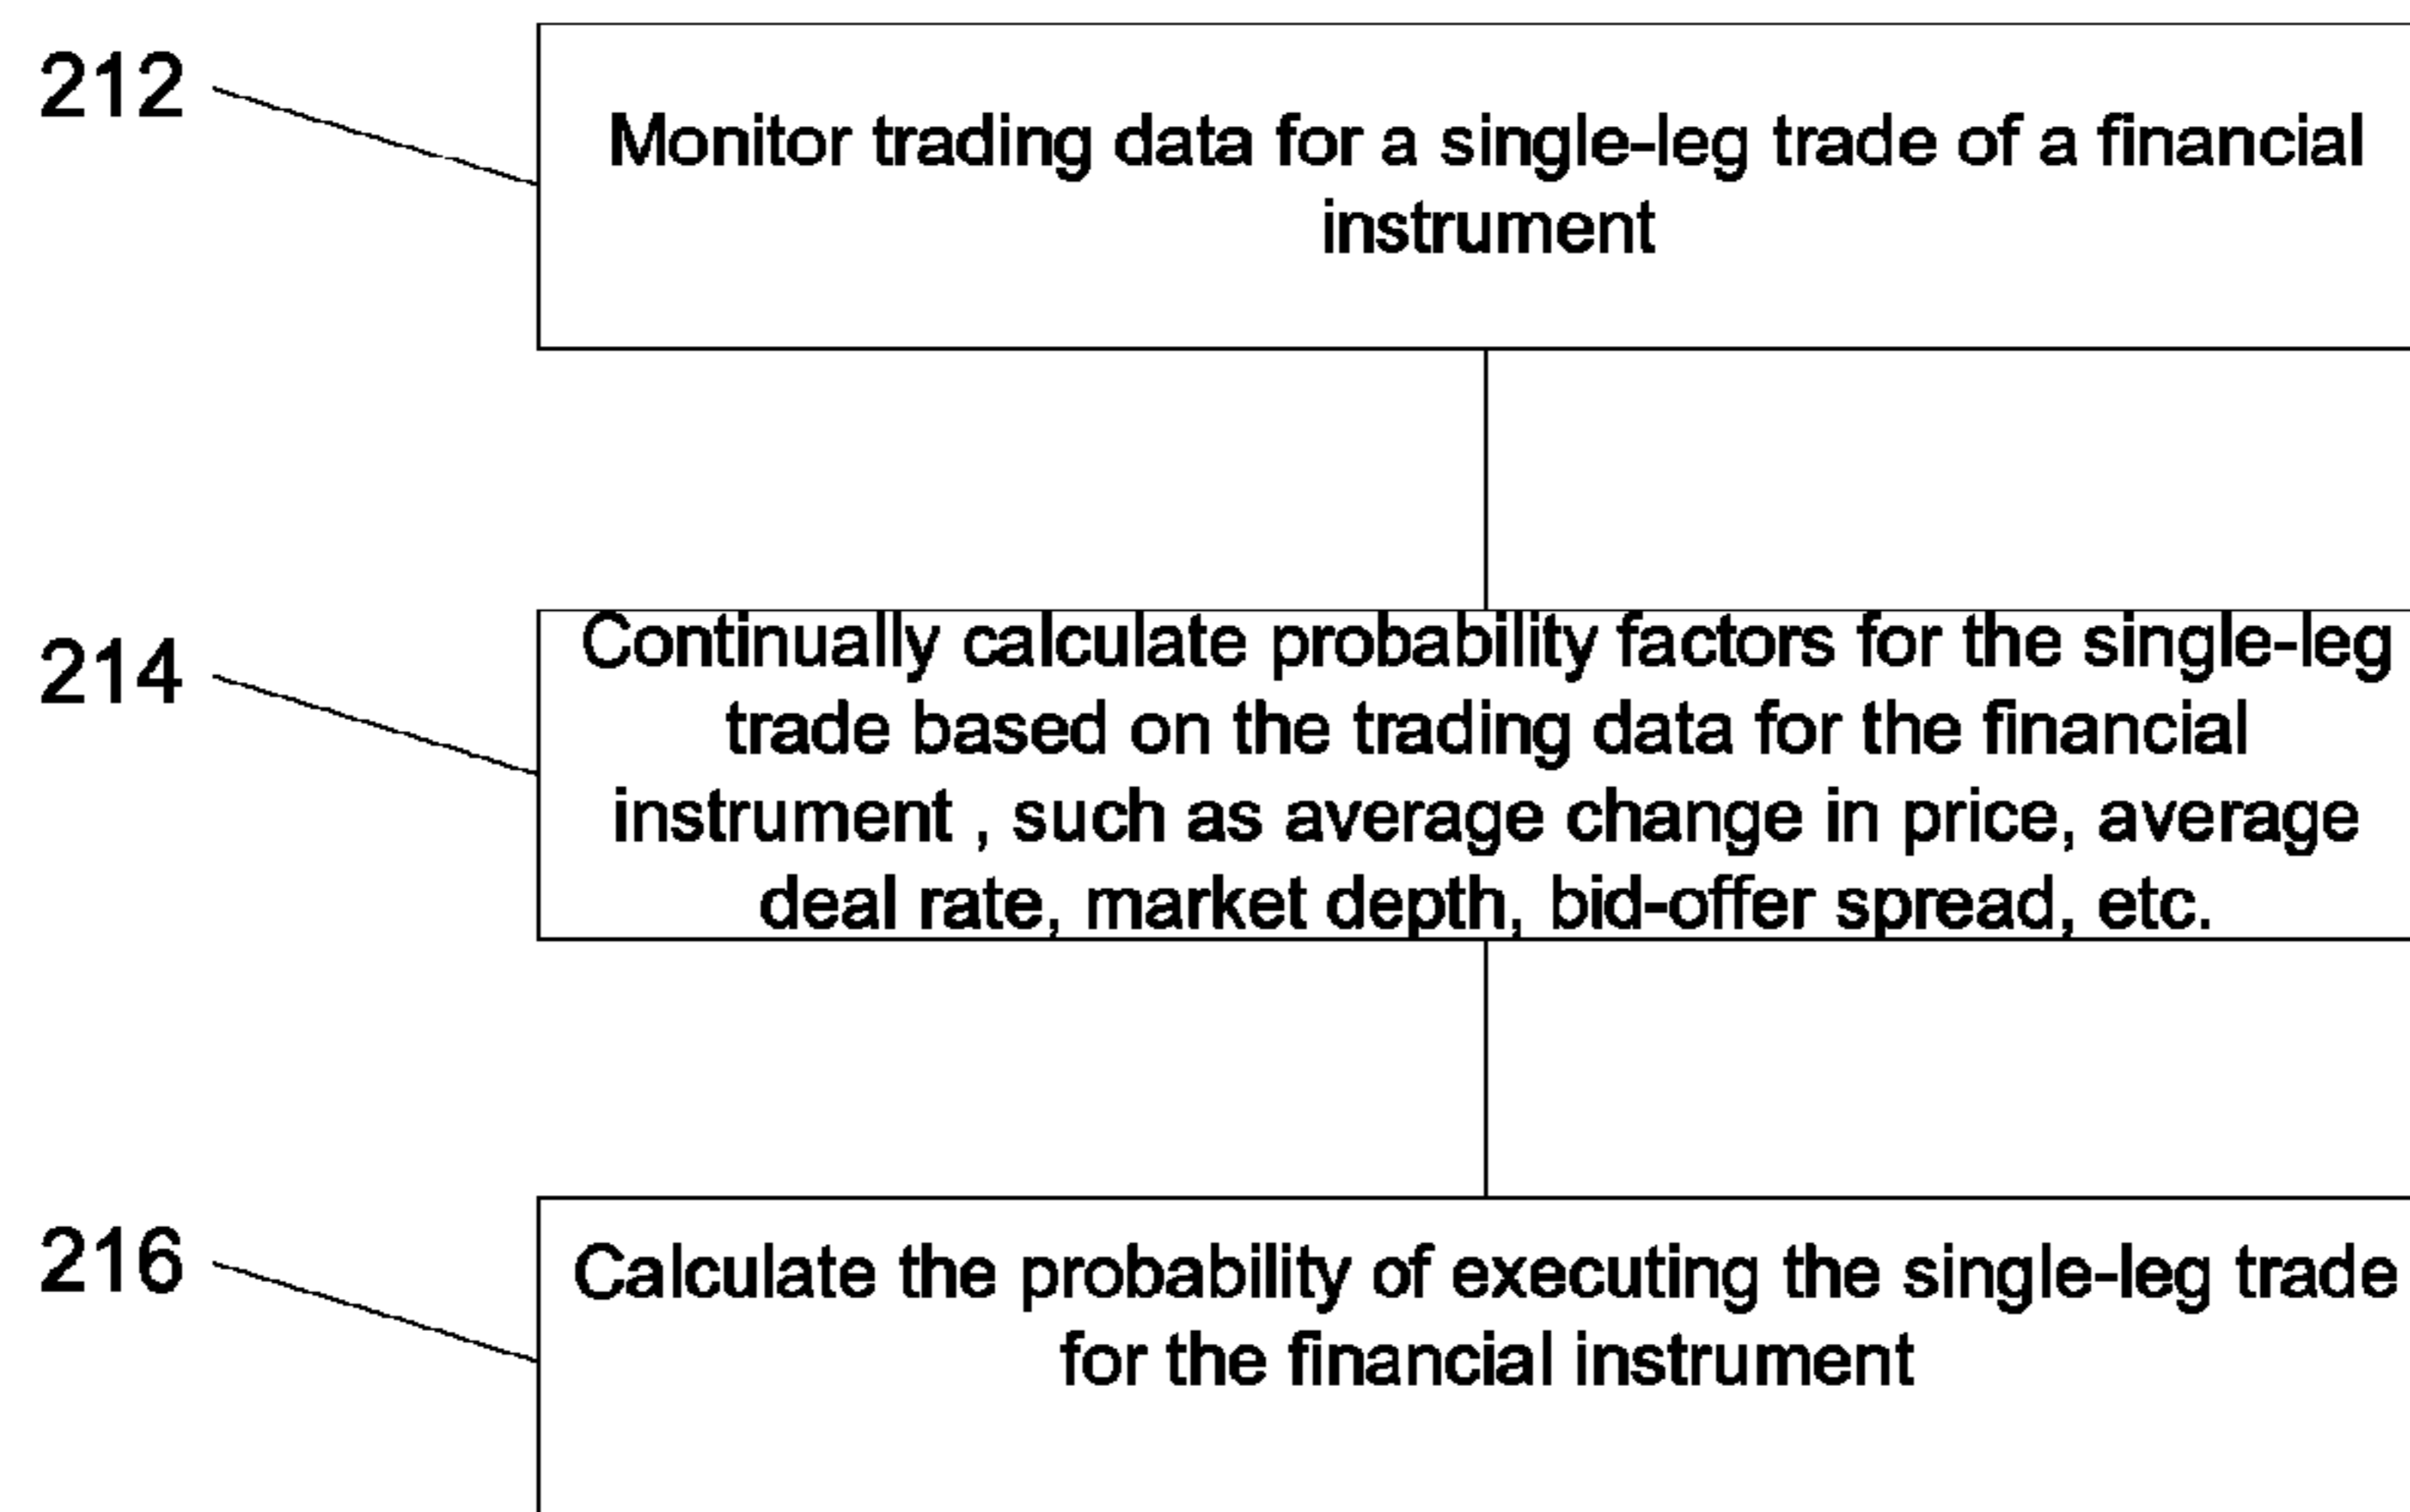 212
Monitor trading data for a single-leg trade of a financial
instrument
214
Continually calculate probability factors for the single-leg
trade based on the trading data for the financial
instrument , such as average change in price, average
deal rate, market depth, bid-offer spread, etc.
216
Calculate the probability of executing the single-leg trade
for the financial instrument